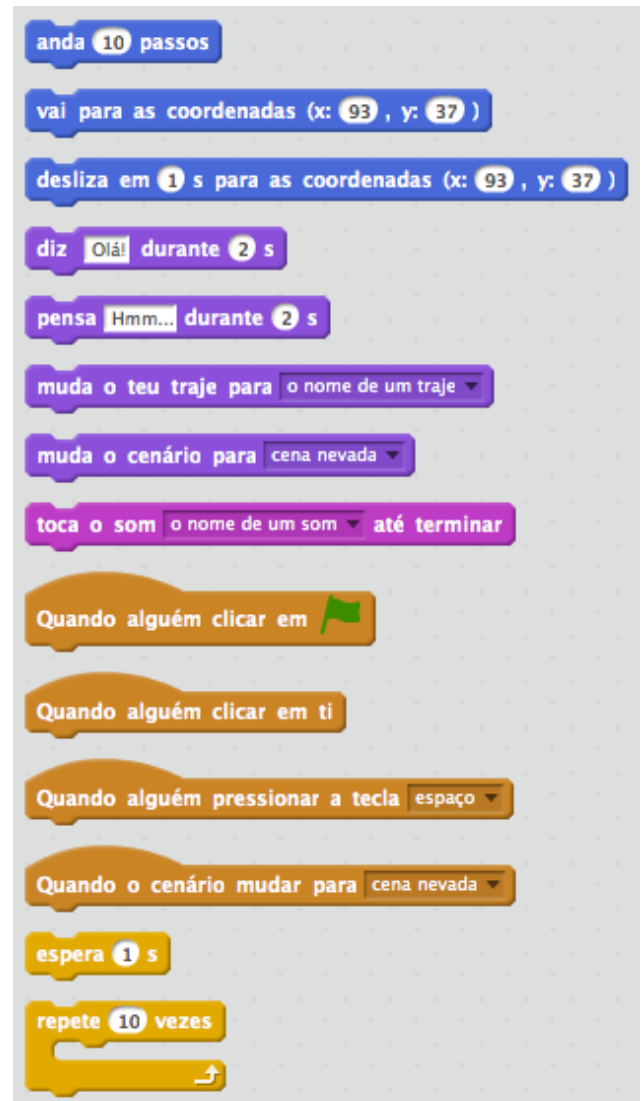 anda 10 passos
vai para as coordenadas (x: 93 , y: 37 )
desliza em 1 s para as coordenadas (x: 93 , y: 37 )
diz Olá! durante 2 s
pensa Hmm... durante 2 s
muda o teu traje para o nome de um traje
muda o cenário para cena nevada
toca o som o nome de um som até terminar
Quando alguém clicar em
Quando alguém clicar em ti
Quando alguém pressionar a tecla espaço
Quando o cenário mudar para cena nevada
espera 1 s
repete 10 vezes